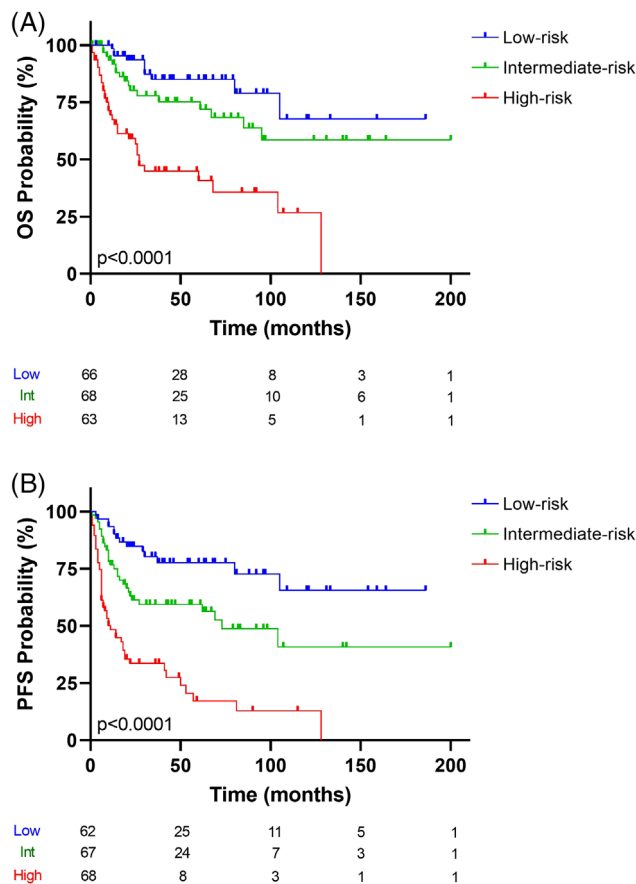 (A)
100
75
50
25
0
OS Probability (%)
p<0.0001
0 50 100 150 200
Time (months)
Low-risk
Intermediate-risk
High-risk
Low 66 28 8 3 1
Int 68 25 10 6 1
High 63 13 5 1 1
(B)
100
75
50
25
0
PFS Probability (%)
p<0.0001
0 50 100 150 200
Time (months)
Low-risk
Intermediate-risk
High-risk
Low 62 25 11 5 1
Int 67 24 7 3 1
High 68 8 3 1 1